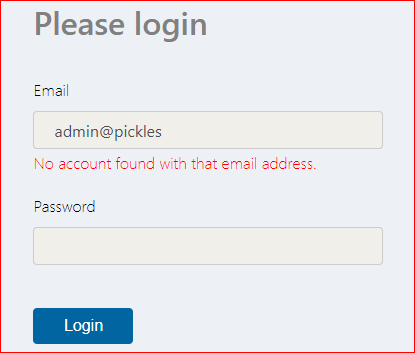 Please login
Email
admin@pickles
No account found with that email address.
Password
Login